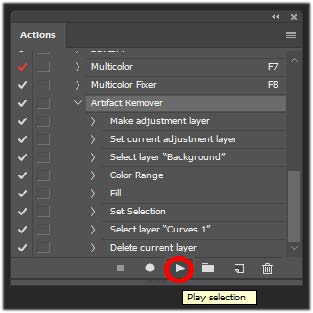 Actions
Multicolor F7
Multicolor Fixer F8
Artifact Remover
Make adjustment layer
Set current adjustment layer
Select layer “Background”
Color Range
Fill
Set Selection
Select layer “Curves 1”
Delete current layer
Play selection